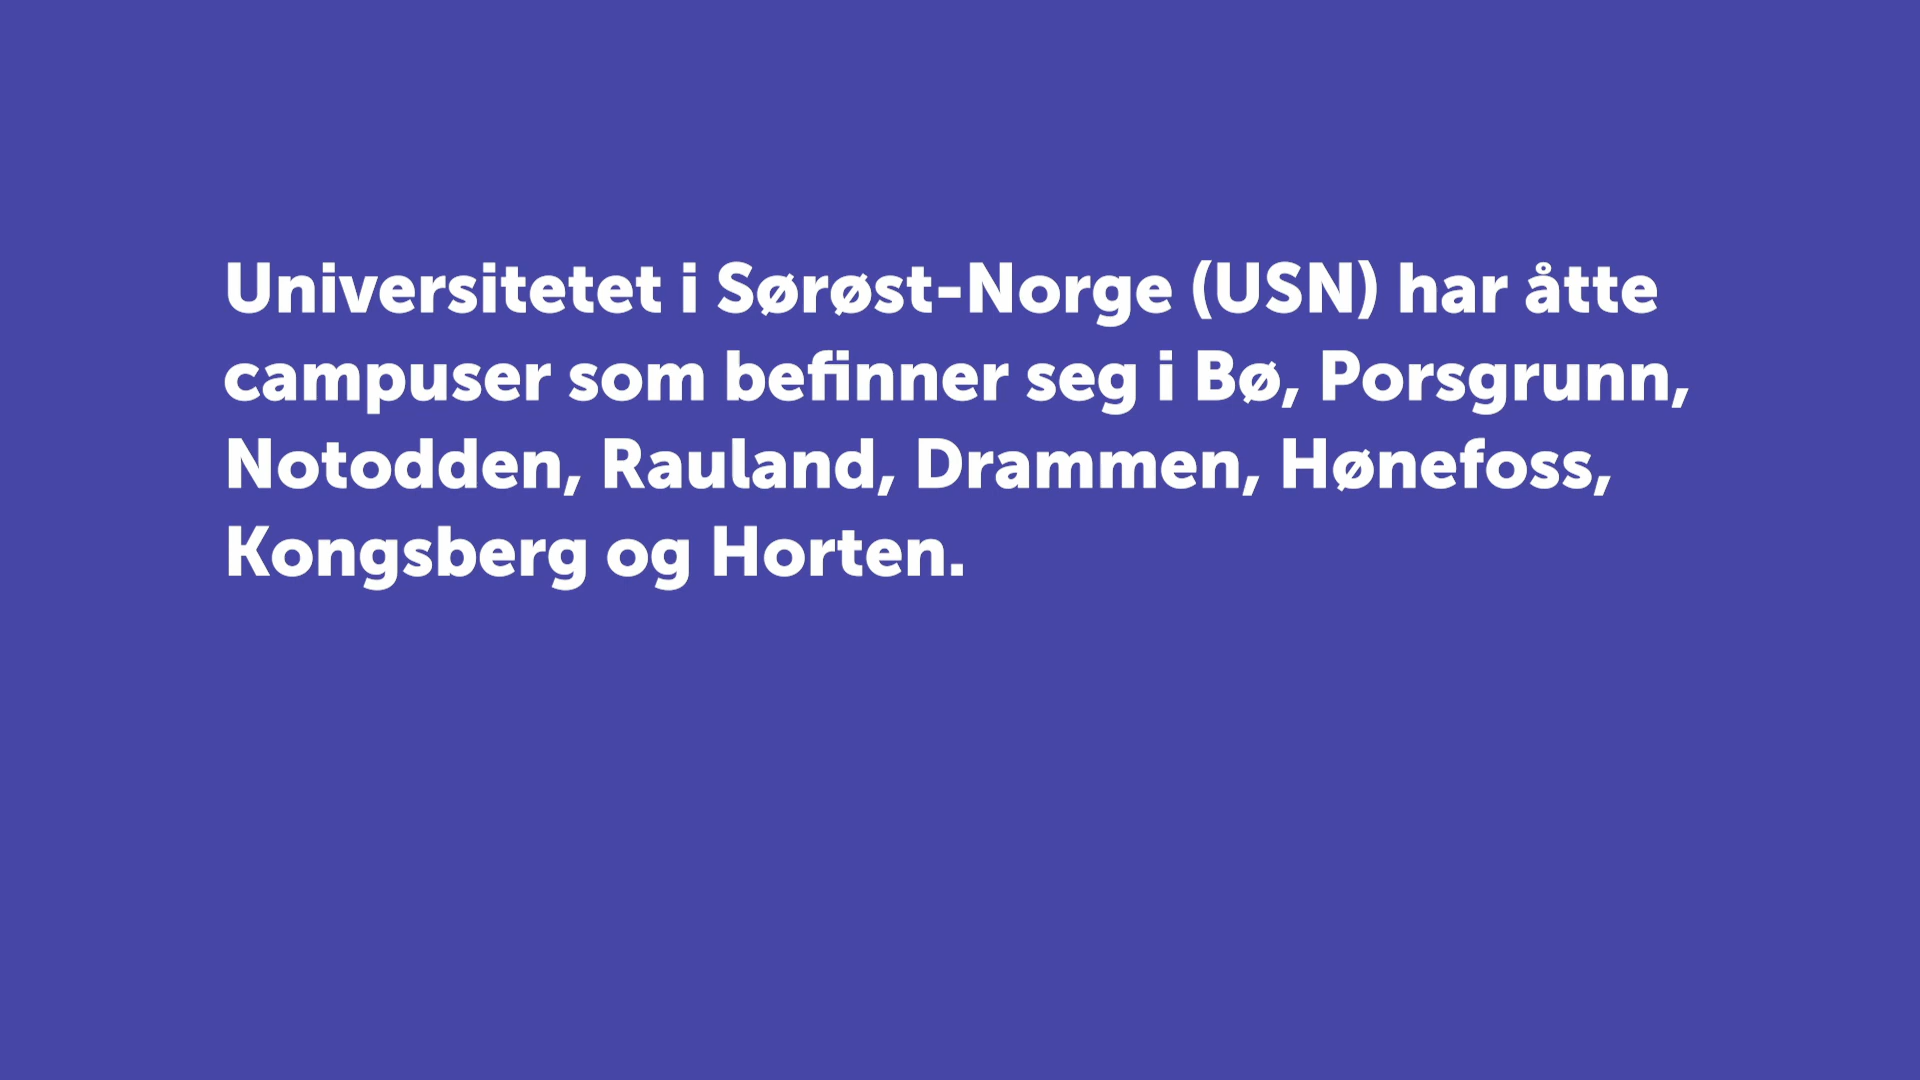 Universitetet i Sørøst-Norge (USN) har åtte
campuser som befinner seg i Bø, Porsgrunn,
Notodden, Rauland, Drammen, Hønefoss,
Kongsberg og Horten.